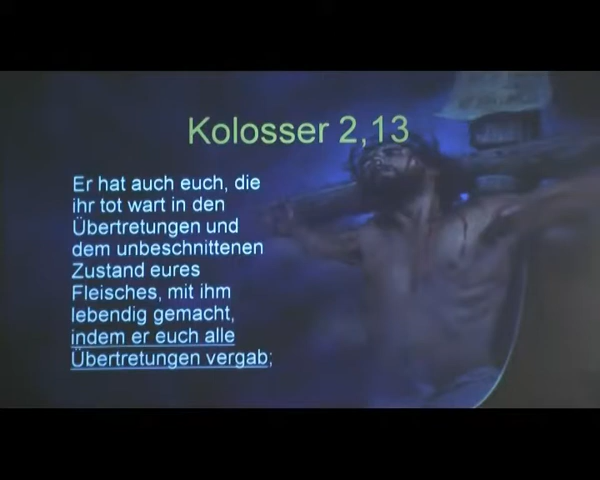 Kolosser 2,13
Er hat auch euch, die
ihr tot wart in den
Übertretungen und
dem unbeschnittenen
Zustand eures
Fleisches, mit ihm
lebendig gemacht,
indem er euch alle
Übertretungen vergab;